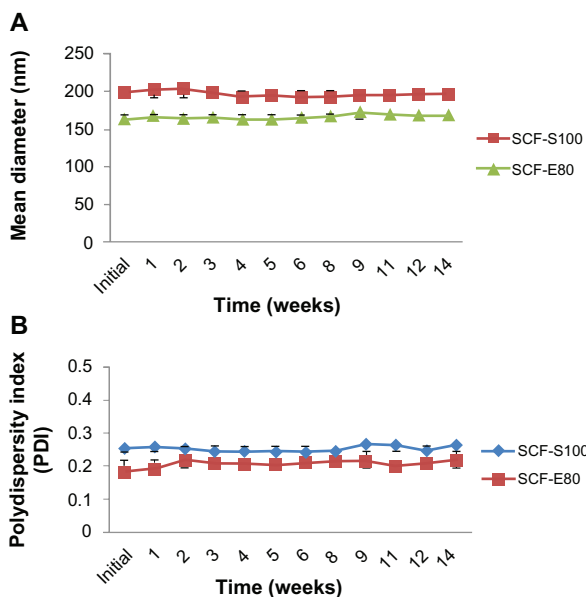 A
Mean diameter (nm)
250
200
150
100
50
0
Initial 1 2 3 4 5 6 8 9 11 12 14
Time (weeks)
SCF-S100
SCF-E80
B
Polydispersity index
(PDI)
0.5
0.4
0.3
0.2
0.1
0
Initial 1 2 3 4 5 6 8 9 11 12 14
Time (weeks)
SCF-S100
SCF-E80